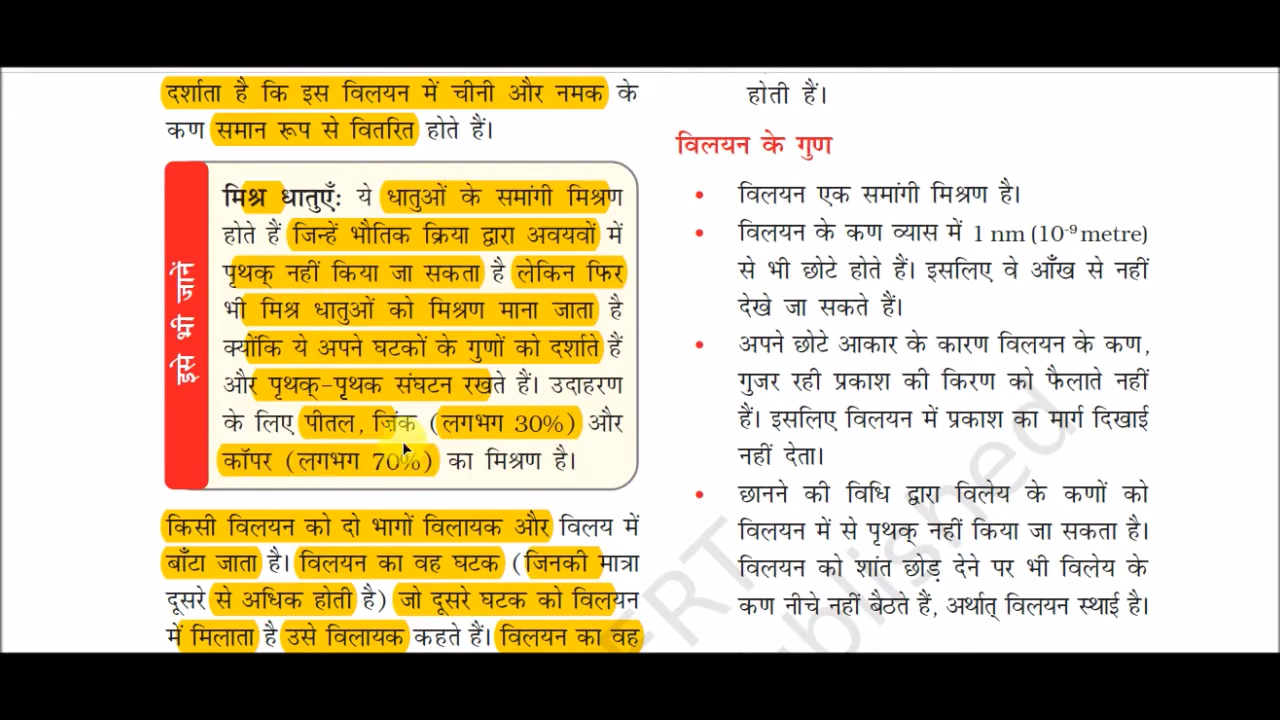 दर्शाता है कि इस विलयन में चीनी और नमक के
कण समान रूप से वितरित होते हैं।
इसे भी जानें
मिश्र धातुएँ: ये धातुओं के समांगी मिश्रण
होते हैं जिन्हें भौतिक क्रिया द्वारा अवयवों में
पृथक् नहीं किया जा सकता है लेकिन फिर
भी मिश्र धातुओं को मिश्रण माना जाता है
क्योंकि ये अपने घटकों के गुणों को दर्शाते हैं
और पृथक्-पृथक संघटन रखते हैं। उदाहरण
के लिए पीतल, जिंक (लगभग 30%) और
कॉपर (लगभग 70%) का मिश्रण है।
किसी विलयन को दो भागों विलायक और विलय में
बाँटा जाता है। विलयन का वह घटक (जिनकी मात्रा
दूसरे से अधिक होती है) जो दूसरे घटक को विलयन
में मिलाता है उसे विलायक कहते हैं। विलयन का वह
होती हैं।
विलयन के गुण
• विलयन एक समांगी मिश्रण है।
• विलयन के कण व्यास में 1 nm (10⁻⁹ metre)
से भी छोटे होते हैं। इसलिए वे आँख से नहीं
देखे जा सकते हैं।
• अपने छोटे आकार के कारण विलयन के कण,
गुजर रही प्रकाश की किरण को फैलाते नहीं
हैं। इसलिए विलयन में प्रकाश का मार्ग दिखाई
नहीं देता।
• छानने की विधि द्वारा विलेय के कणों को
विलयन में से पृथक् नहीं किया जा सकता है।
विलयन को शांत छोड़ देने पर भी विलेय के
कण नीचे नहीं बैठते हैं, अर्थात् विलयन स्थाई है।